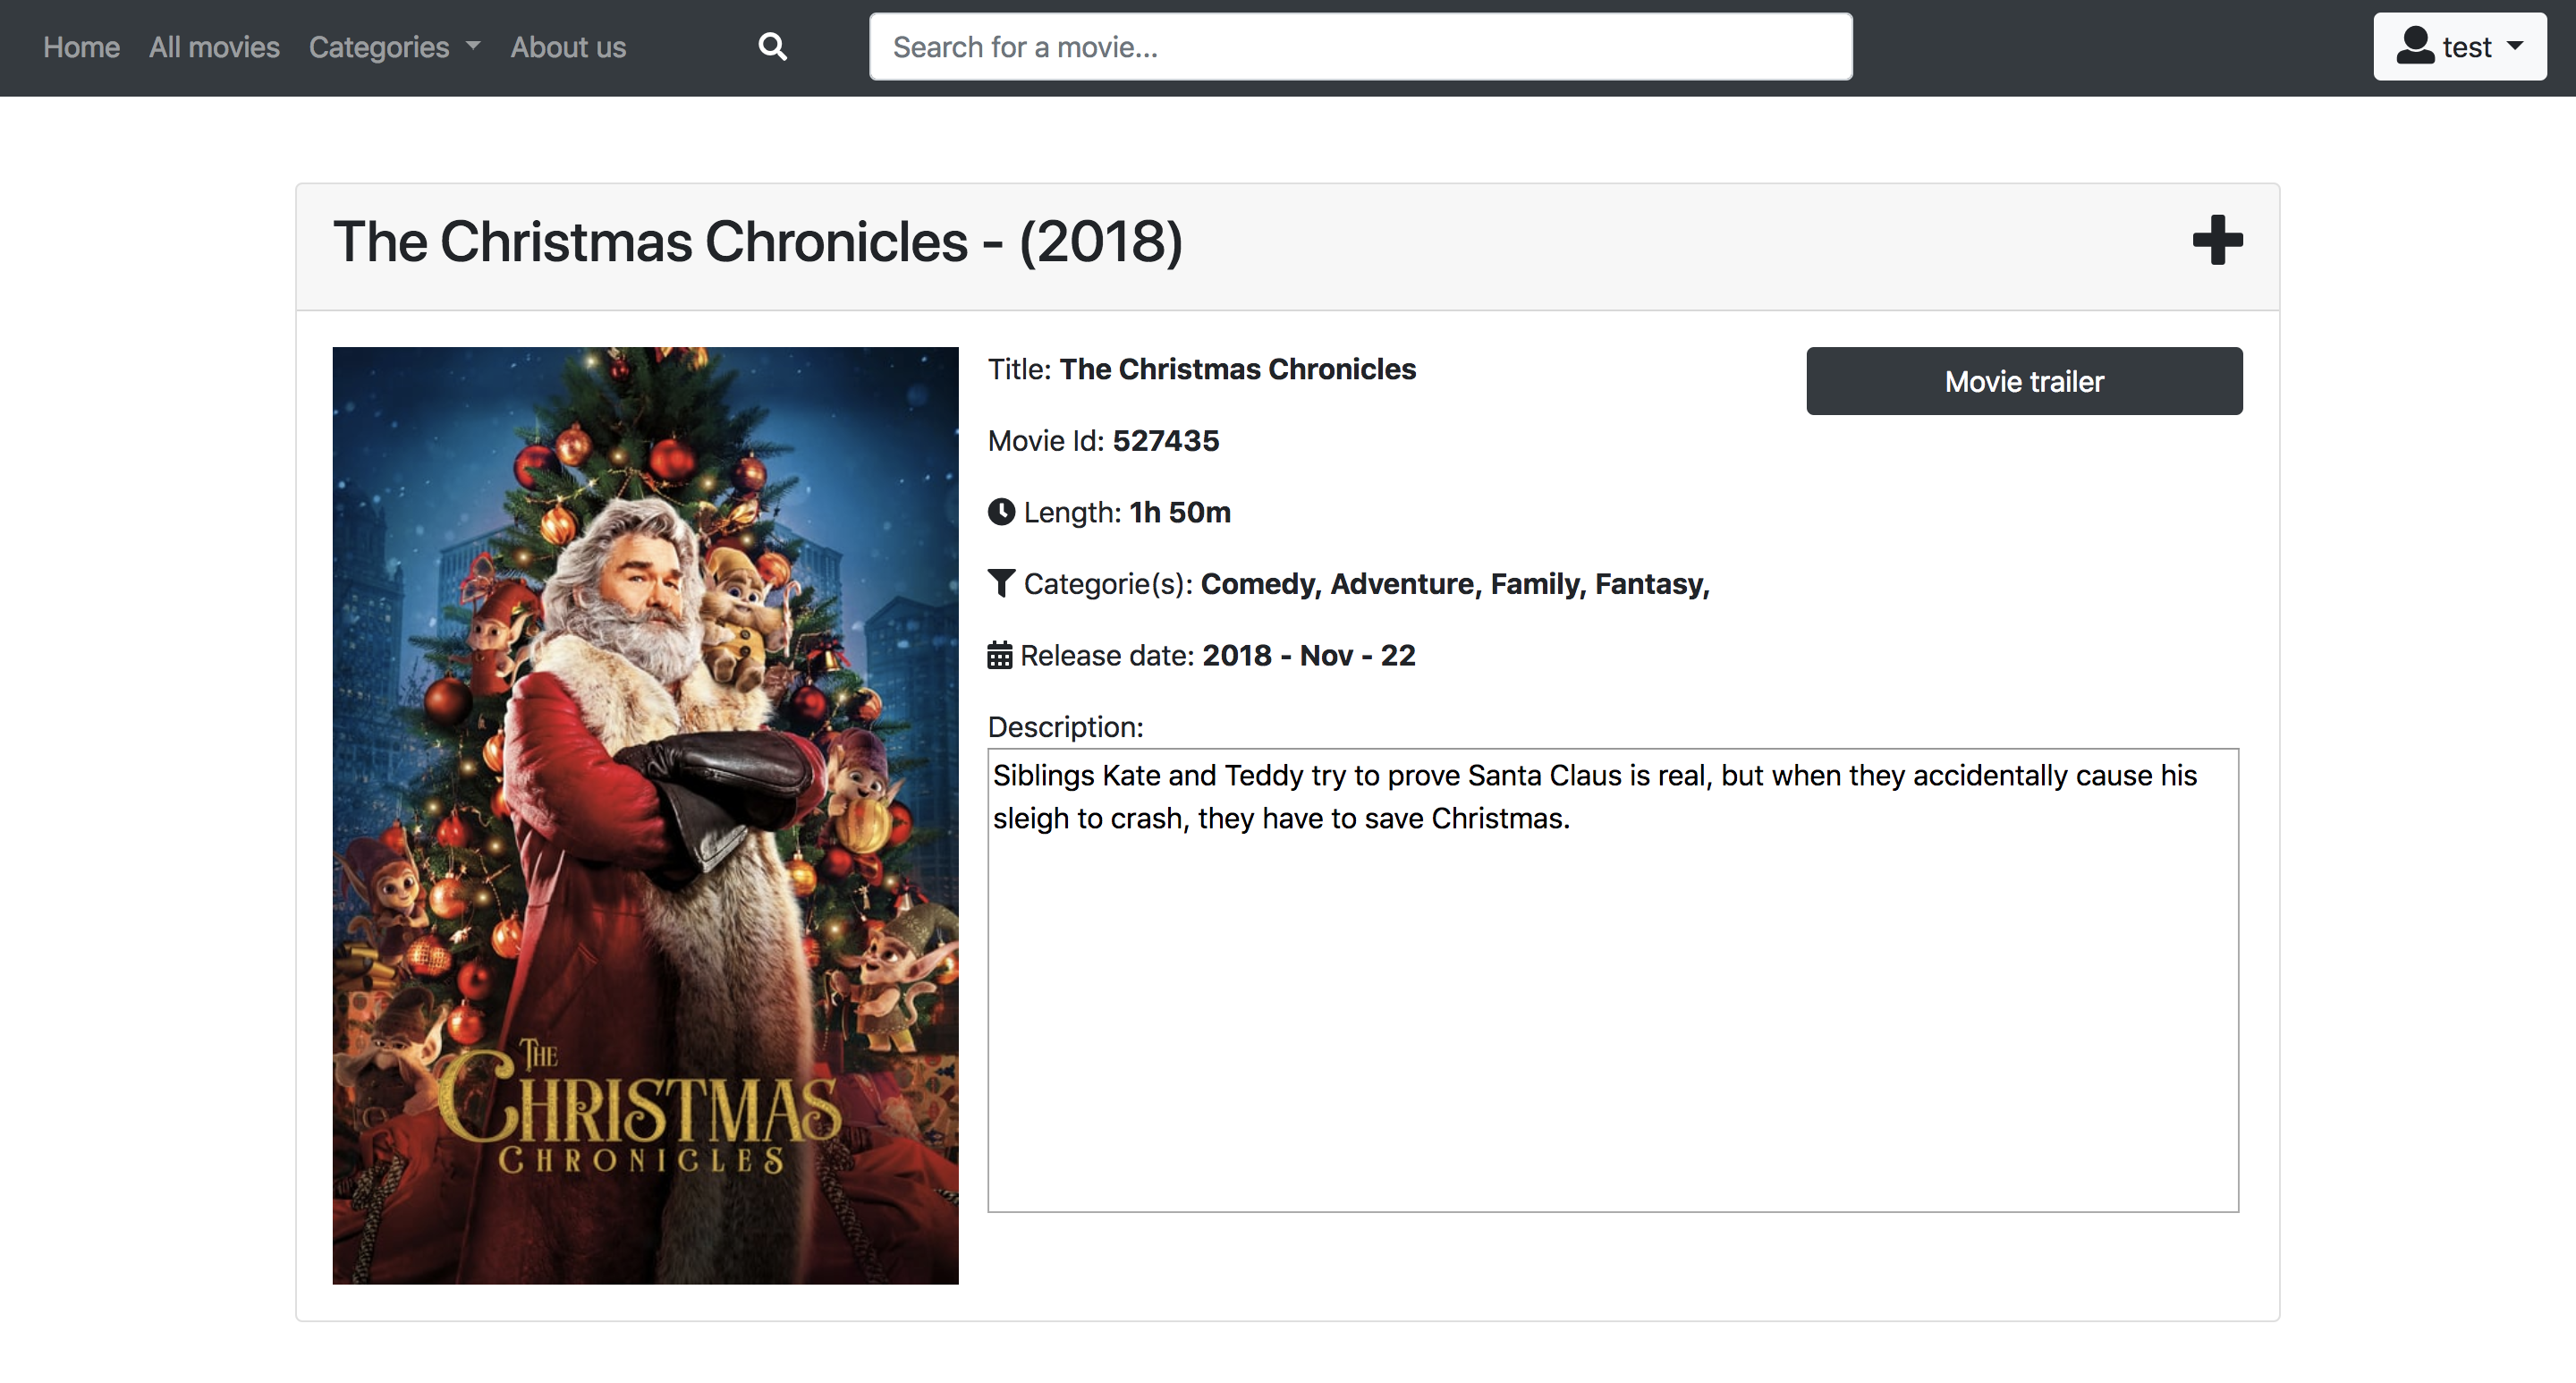 Home All movies Categories About us Search for a movie... test
The Christmas Chronicles - (2018)
THE
CHRISTMAS
CHRONICLES
Title: The Christmas Chronicles
Movie trailer
Movie Id: 527435
Length: 1h 50m
Categorie(s): Comedy, Adventure, Family, Fantasy,
Release date: 2018 - Nov - 22
Description:
Siblings Kate and Teddy try to prove Santa Claus is real, but when they accidentally cause his
sleigh to crash, they have to save Christmas.